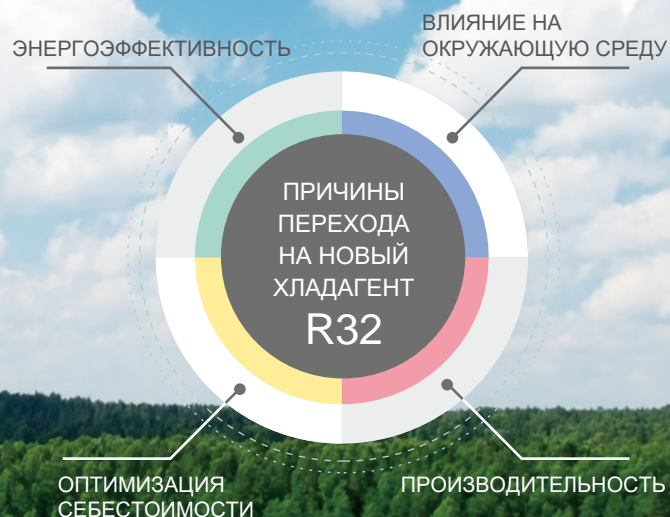 ВЛИЯНИЕ НА
ОКРУЖАЮЩУЮ СРЕДУ
ЭНЕРГОЭФФЕКТИВНОСТЬ
ПРИЧИНЫ
ПЕРЕХОДА
НА НОВЫЙ
ХЛАДАГЕНТ
R32
ОПТИМИЗАЦИЯ
СЕБЕСТОИМОСТИ
ПРОИЗВОДИТЕЛЬНОСТЬ